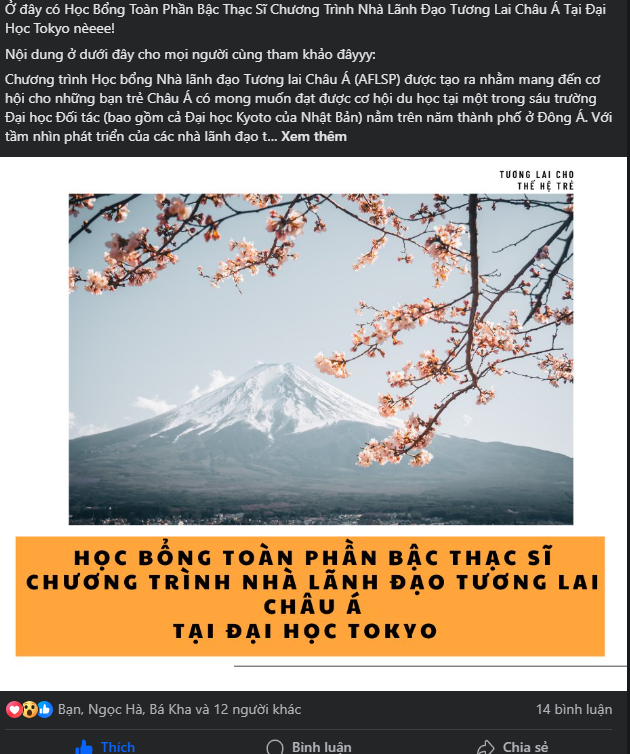 Ở đây có Học Bổng Toàn Phần Bậc Thạc Sĩ Chương Trình Nhà Lãnh Đạo Tương Lai Châu Á Tại Đại
Học Tokyo nèeee!
Nội dung ở dưới đây cho mọi người cùng tham khảo đâyyy:
Chương trình Học bổng Nhà lãnh đạo Tương lai Châu Á (AFLSP) được tạo ra nhằm mang đến cơ
hội cho những bạn trẻ Châu Á có mong muốn đạt được cơ hội du học tại một trong sáu trường
Đại học Đối tác (bao gồm cả Đại học Kyoto của Nhật Bản) nằm trên năm thành phố ở Đông Á. Với
tầm nhìn phát triển của các nhà lãnh đạo t... Xem thêm
TƯƠNG LAI CHO
THẾ HỆ TRẺ
HỌC BỔNG TOÀN PHẦN BẬC THẠC SĨ
CHƯƠNG TRÌNH NHÀ LÃNH ĐẠO TƯƠNG LAI
CHÂU Á
TẠI ĐẠI HỌC TOKYO
Bạn, Ngọc Hà, Bá Kha và 12 người khác
14 bình luận
Thích
Bình luận
Chia sẻ